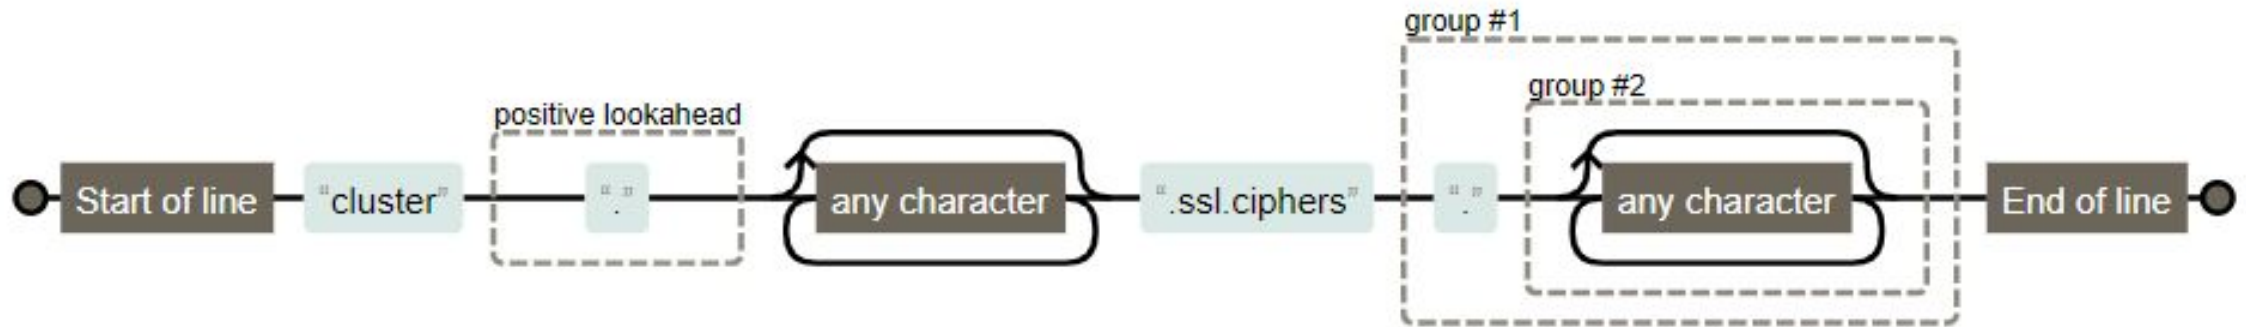 group #1
group #2
positive lookahead
Start of line “cluster” “.” any character “.ssl.ciphers” “.” any character End of line